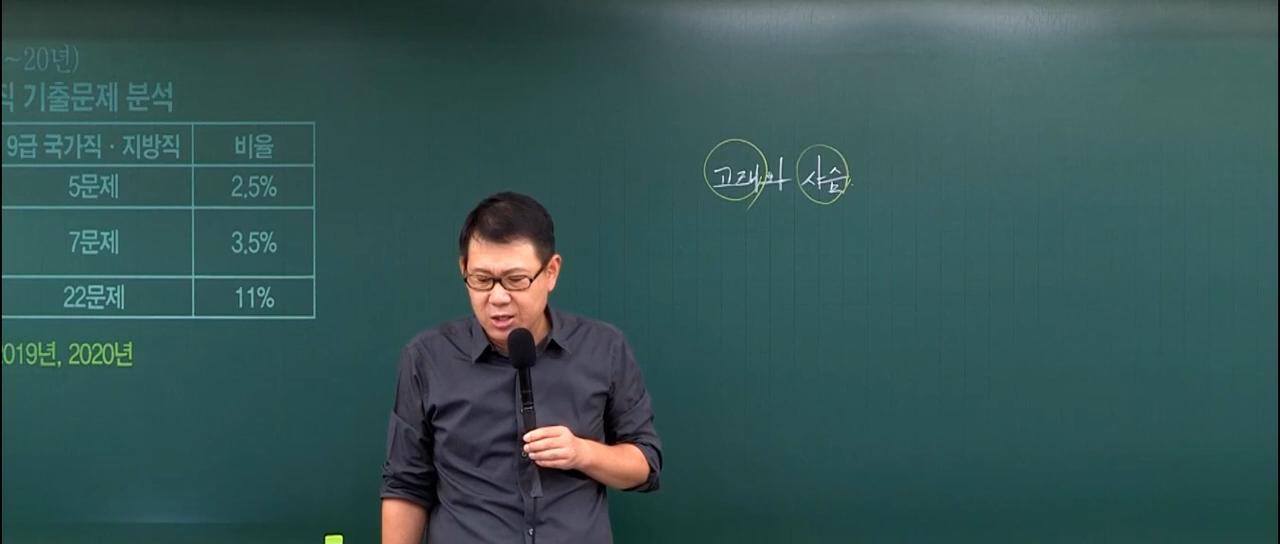 ~20년)
직 기출문제 분석
9급 국가직 · 지방직 비율
5문제 2.5%
7문제 3.5%
22문제 11%
2019년, 2020년
고래와 사슴